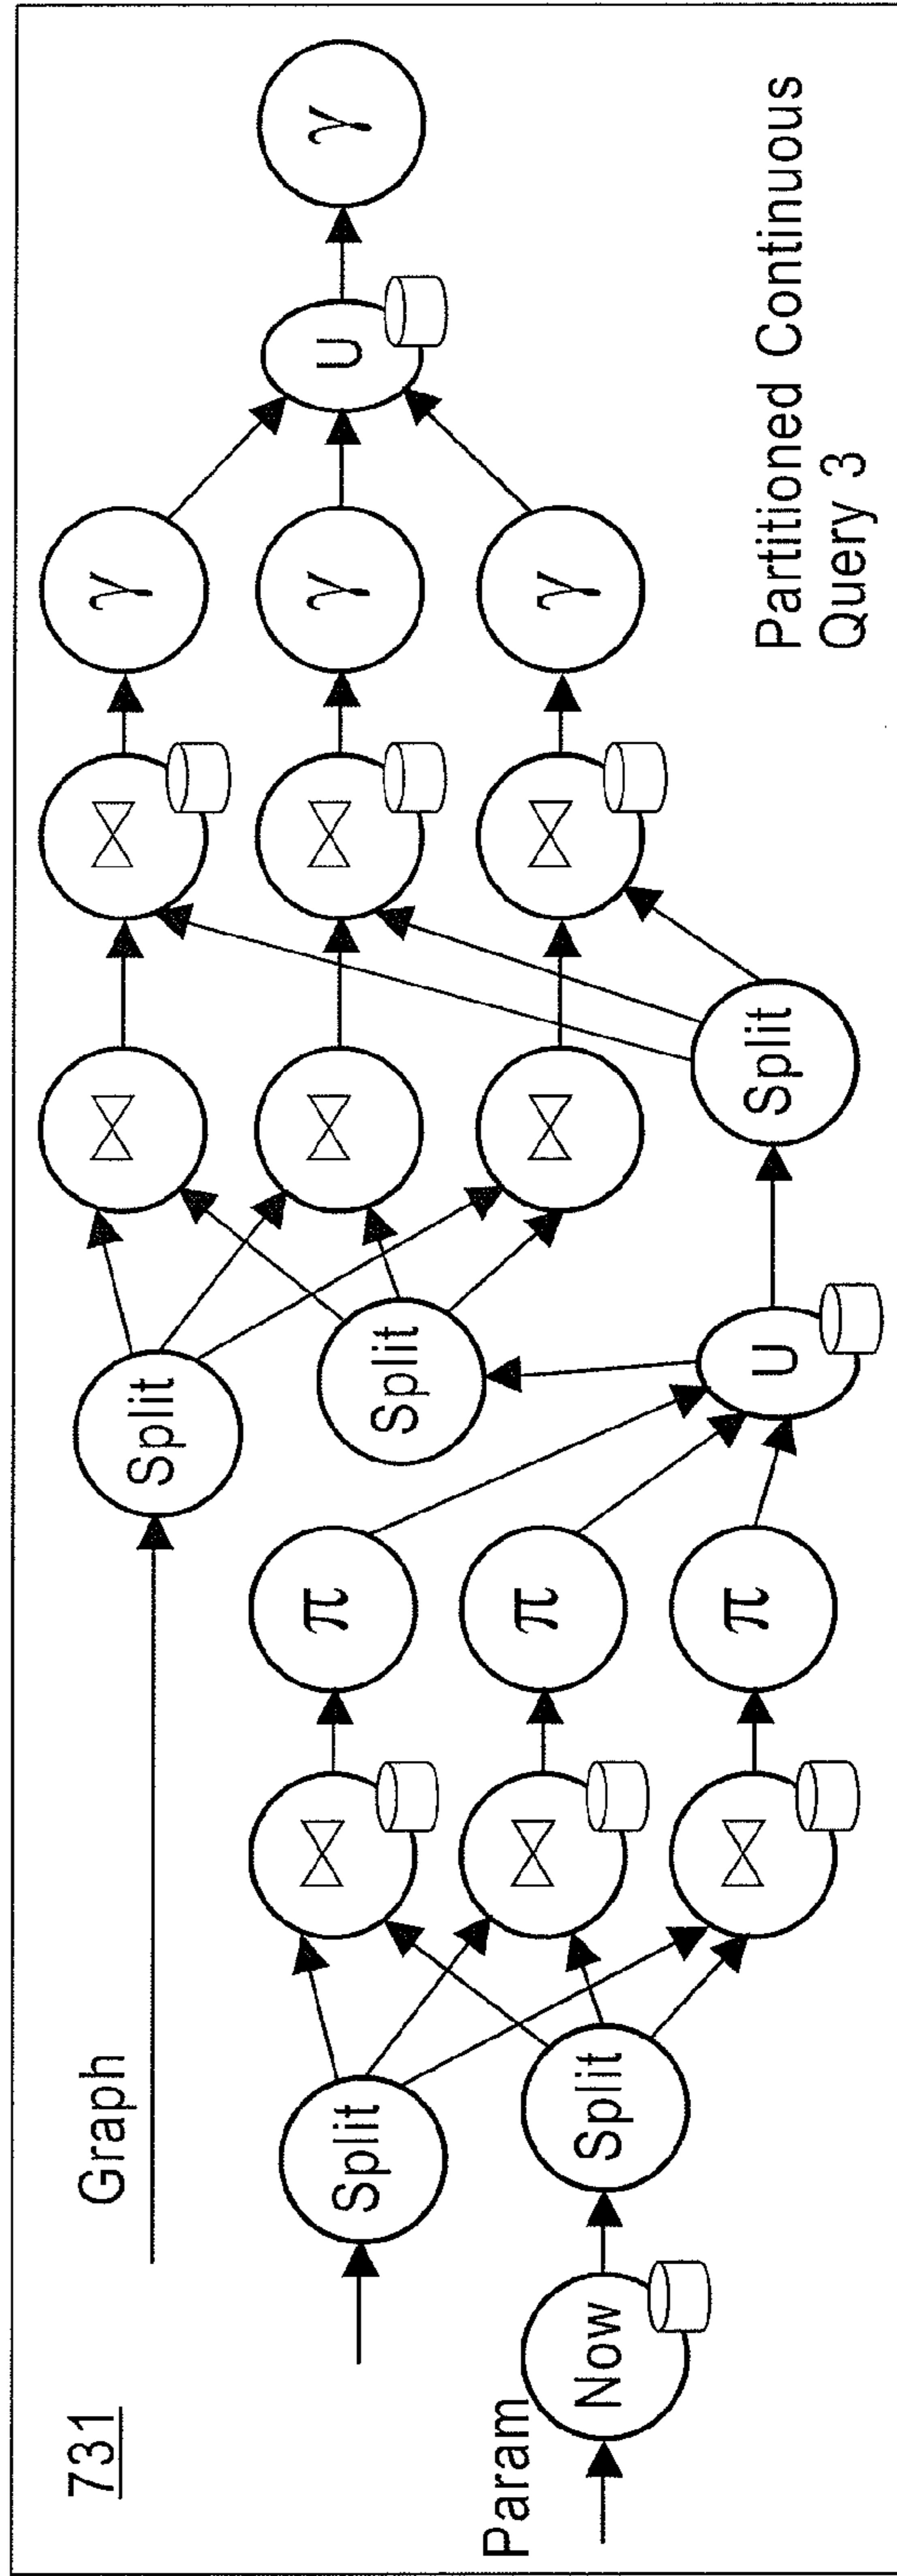 731
Graph
Param
Now
Split
Split
⋈
⋈
⋈
π
π
π
U
Split
Split
Split
⋈
⋈
⋈
⋈
⋈
⋈
γ
γ
γ
U
γ
Partitioned Continuous
Query 3